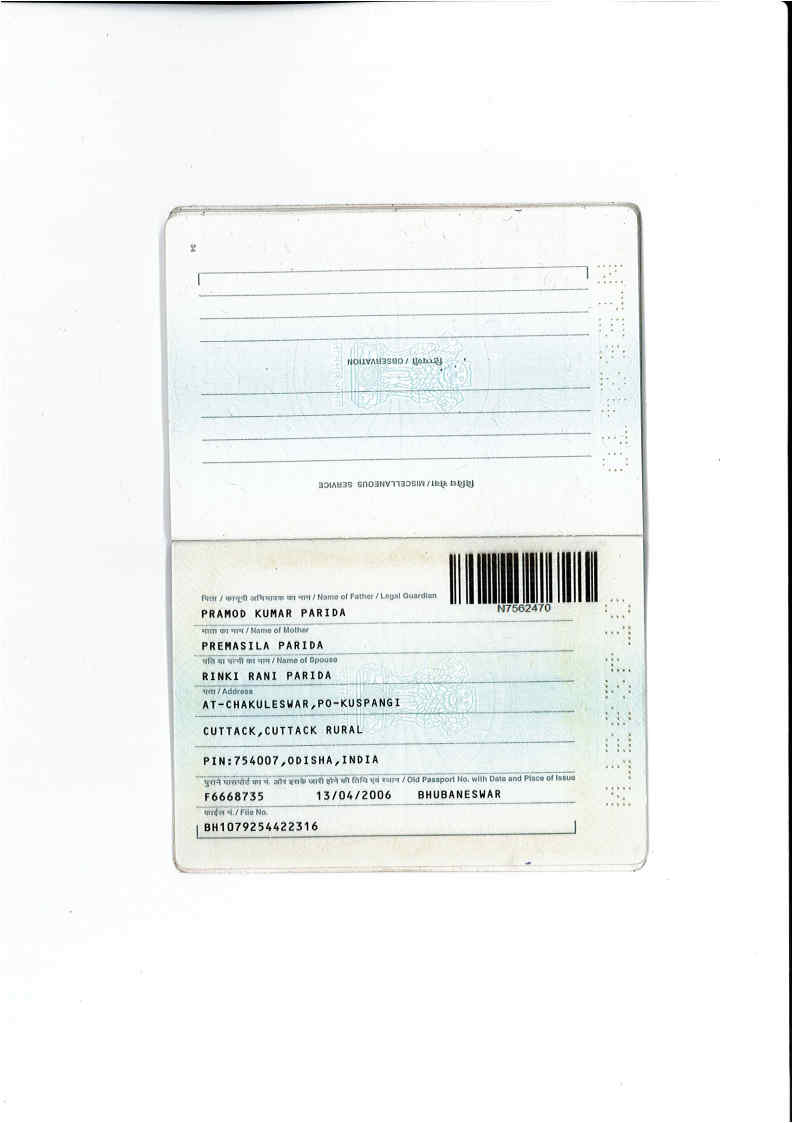 विविध सेवा / MISCELLANEOUS SERVICE
टिप्पणी / OBSERVATION
N7562470
पिता / कानूनी अभिभावक का नाम / Name of Father / Legal Guardian
PRAMOD KUMAR PARIDA
माता का नाम / Name of Mother
PREMASILA PARIDA
पति या पत्नी का नाम / Name of Spouse
RINKI RANI PARIDA
पता / Address
AT-CHAKULESWAR,PO-KUSPANGI
CUTTACK,CUTTACK RURAL
PIN:754007,ODISHA,INDIA
पुराने पासपोर्ट का नं. और इसके जारी होने की तिथि एवं स्थान / Old Passport No. with Date and Place of Issue
F6668735 13/04/2006 BHUBANESWAR
फाईल नं. / File No.
BH1079254422316